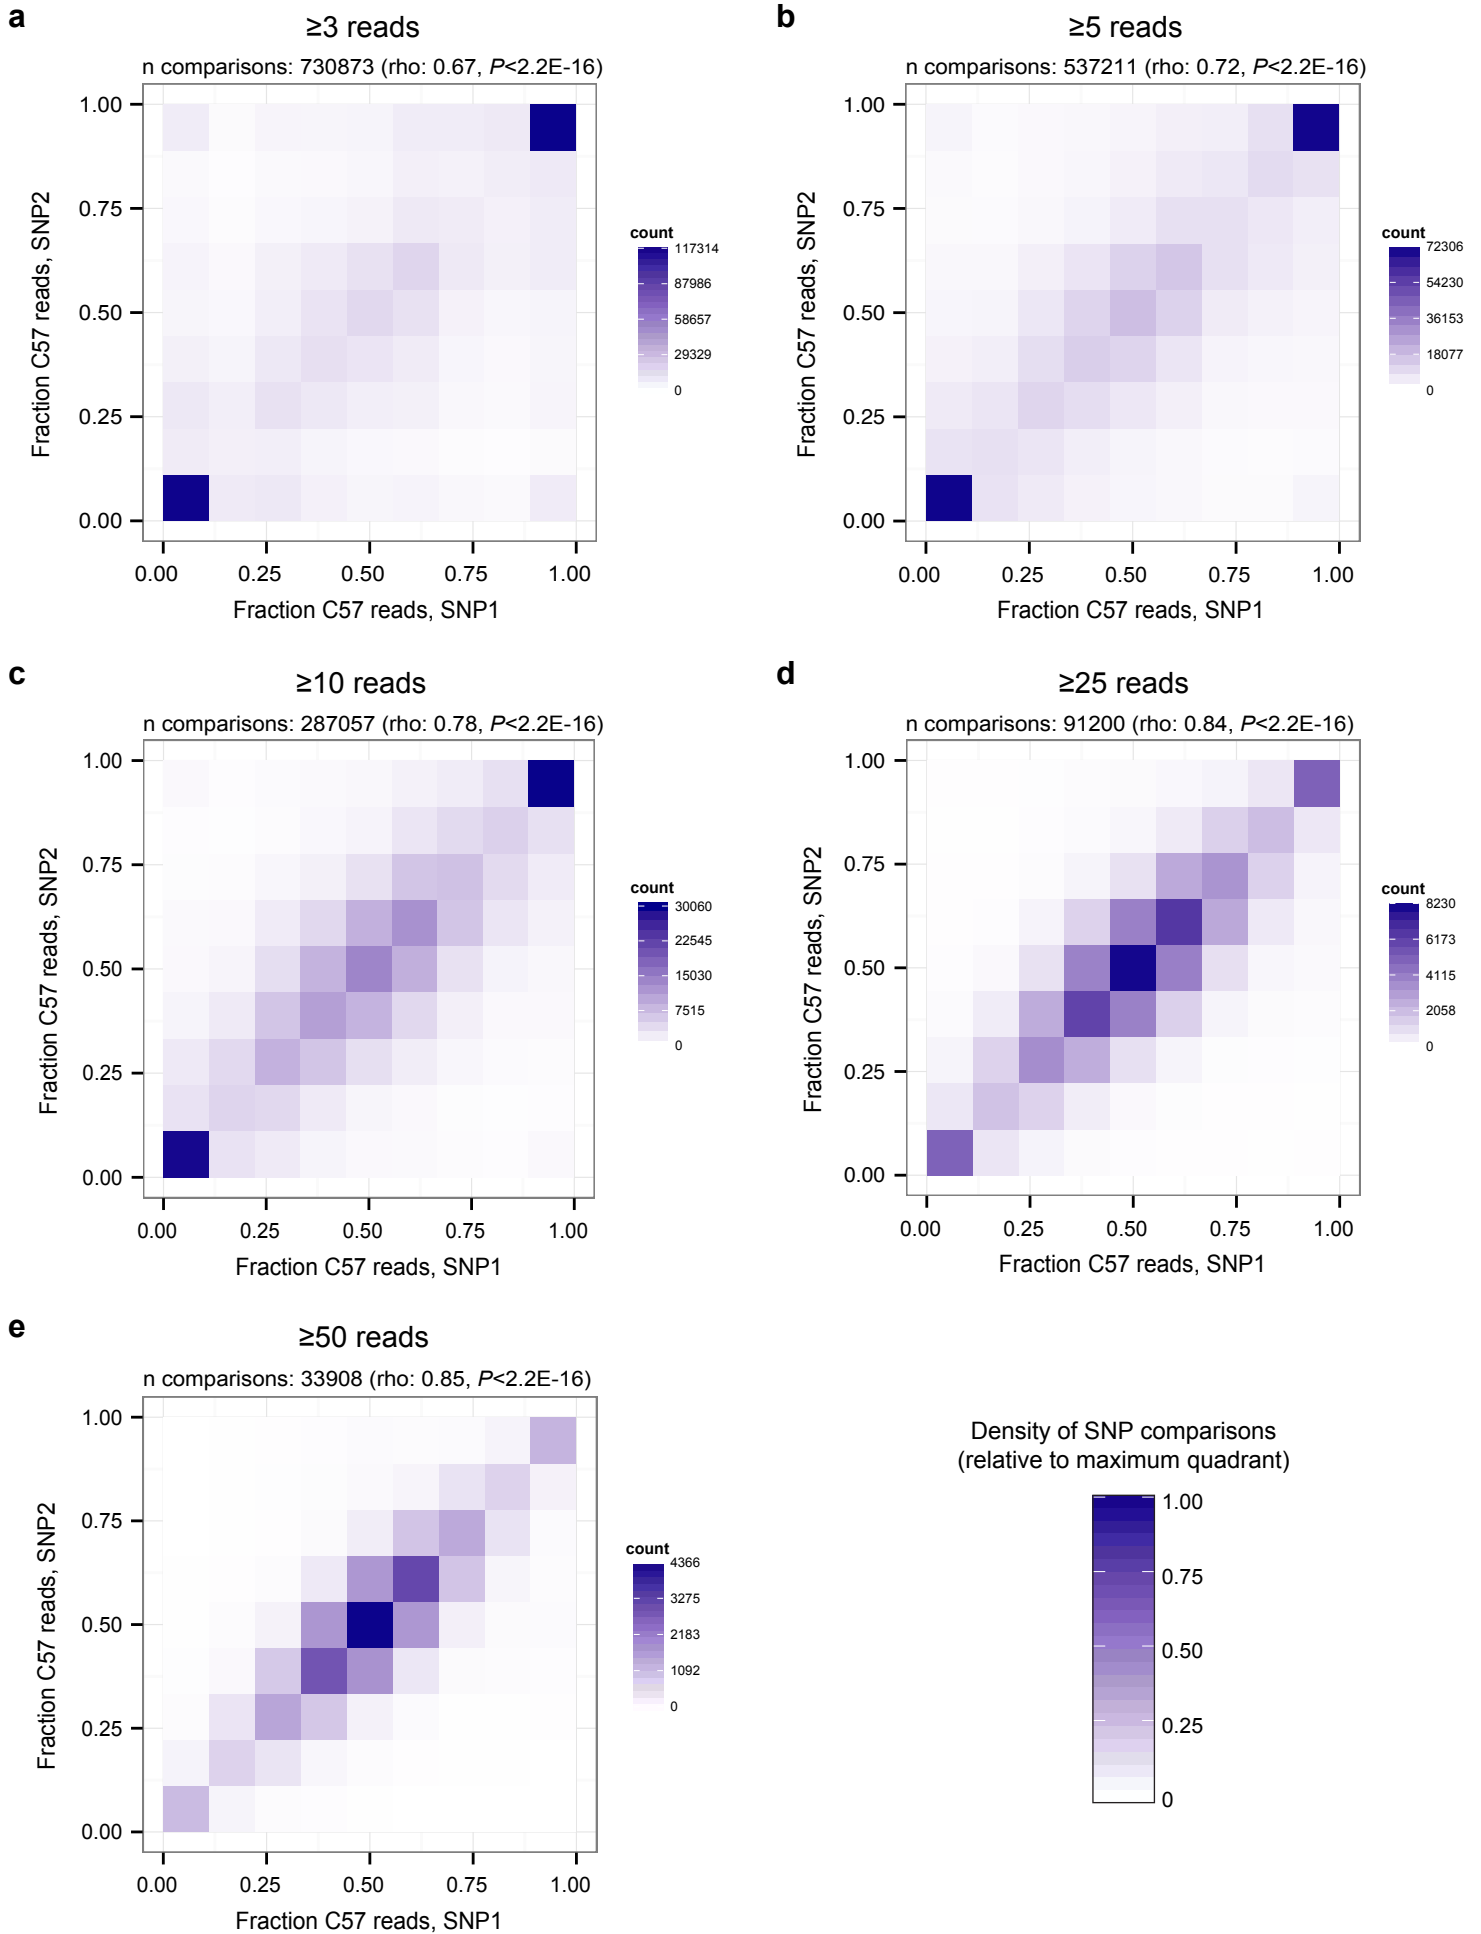 a
≥3 reads
n comparisons: 730873 (rho: 0.67, P<2.2E-16)
1.00
0.75
0.50
0.25
0.00
Fraction C57 reads, SNP2
0.00 0.25 0.50 0.75 1.00
Fraction C57 reads, SNP1
count
117314
87986
58657
29329
0
b
≥5 reads
n comparisons: 537211 (rho: 0.72, P<2.2E-16)
1.00
0.75
0.50
0.25
0.00
Fraction C57 reads, SNP2
0.00 0.25 0.50 0.75 1.00
Fraction C57 reads, SNP1
count
72306
54230
36153
18077
0
c
≥10 reads
n comparisons: 287057 (rho: 0.78, P<2.2E-16)
1.00
0.75
0.50
0.25
0.00
Fraction C57 reads, SNP2
0.00 0.25 0.50 0.75 1.00
Fraction C57 reads, SNP1
count
30060
22545
15030
7515
0
d
≥25 reads
n comparisons: 91200 (rho: 0.84, P<2.2E-16)
1.00
0.75
0.50
0.25
0.00
Fraction C57 reads, SNP2
0.00 0.25 0.50 0.75 1.00
Fraction C57 reads, SNP1
count
8230
6173
4115
2058
0
e
≥50 reads
n comparisons: 33908 (rho: 0.85, P<2.2E-16)
1.00
0.75
0.50
0.25
0.00
Fraction C57 reads, SNP2
0.00 0.25 0.50 0.75 1.00
Fraction C57 reads, SNP1
count
4366
3275
2183
1092
0
Density of SNP comparisons
(relative to maximum quadrant)
1.00
0.75
0.50
0.25
0